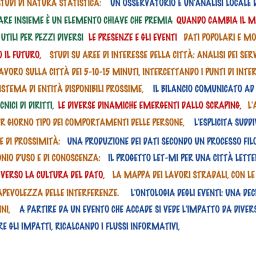 STUDI DI NATURA STATISTICA: UN OSSERVATORIO E UN'ANALISI LOCALE D
ARE INSIEME È UN ELEMENTO CHIAVE CHE PREMIA QUANDO CAMBIA IL M
UTILI PER PEZZI DIVERSI LE PRESENZE E GLI EVENTI DATI POPOLARI E MO
O IL FUTURO, STUDI SU AREE DI INTERESSE DELLA CITTÀ: ANALISI DEI SERV
AVORO SULLA CITTÀ DEI 5-10-15 MINUTI, INTERCETTANDO I PUNTI DI INTER
SISTEMA DI ENTITÀ DISPONIBILI PROSSIME, IL BILANCIO COMUNICATO AD
CNICI DI DIRITTI, LE DIVERSE DINAMICHE EMERGENTI DALLO SCRAPING, L'A
R GIORNO TIPO DEI COMPORTAMENTI DELLE PERSONE, L'ESPLICITA SUDDIV
E DI PROSSIMITÀ: UNA PRODUZIONE DEI DATI SECONDO UN PROCESSO FILO
ONIO D'USO E DI CONOSCENZA: IL PROGETTO LET-MI PER UNA CITTÀ LETTER
VERSO LA CULTURA DEL DATO, LA MAPPA DEI LAVORI STRADALI, CON LE
APEVOLEZZA DELLE INTERFERENZE. L'ONTOLOGIA DEGLI EVENTI: UNA DEC
NI, A PARTIRE DA UN EVENTO CHE ACCADE SI VEDE L'IMPATTO DA DIVERS
RE GLI IMPATTI, RICALCANDO I FLUSSI INFORMATIVI,